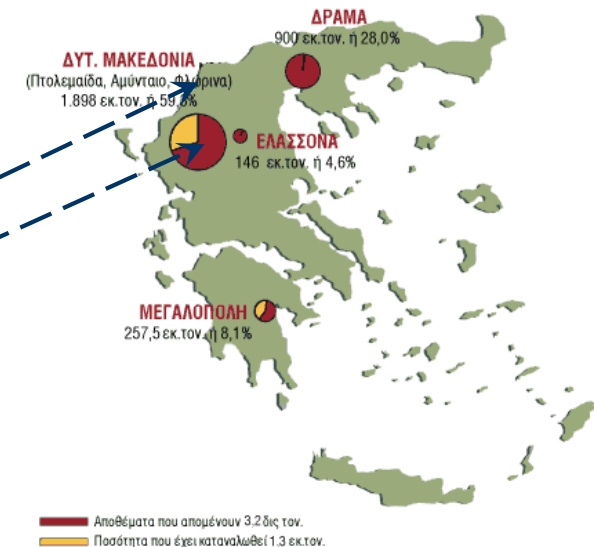 ΔΡΑΜΑ
900 εκ.τον. ή 28,0%
ΔΥΤ. ΜΑΚΕΔΟΝΙΑ
(Πτολεμαίδα, Αμύνταιο, Φλώρινα)
1.898 εκ.τον. ή 59,3%
ΕΛΑΣΣΟΝΑ
146 εκ.τον. ή 4,6%
ΜΕΓΑΛΟΠΟΛΗ
257,5 εκ.τον. ή 8,1%
Αποθέματα που απομένουν 3,2 δις τον.
Ποσότητα που έχει καταναλωθεί 1,3 εκ.τον.